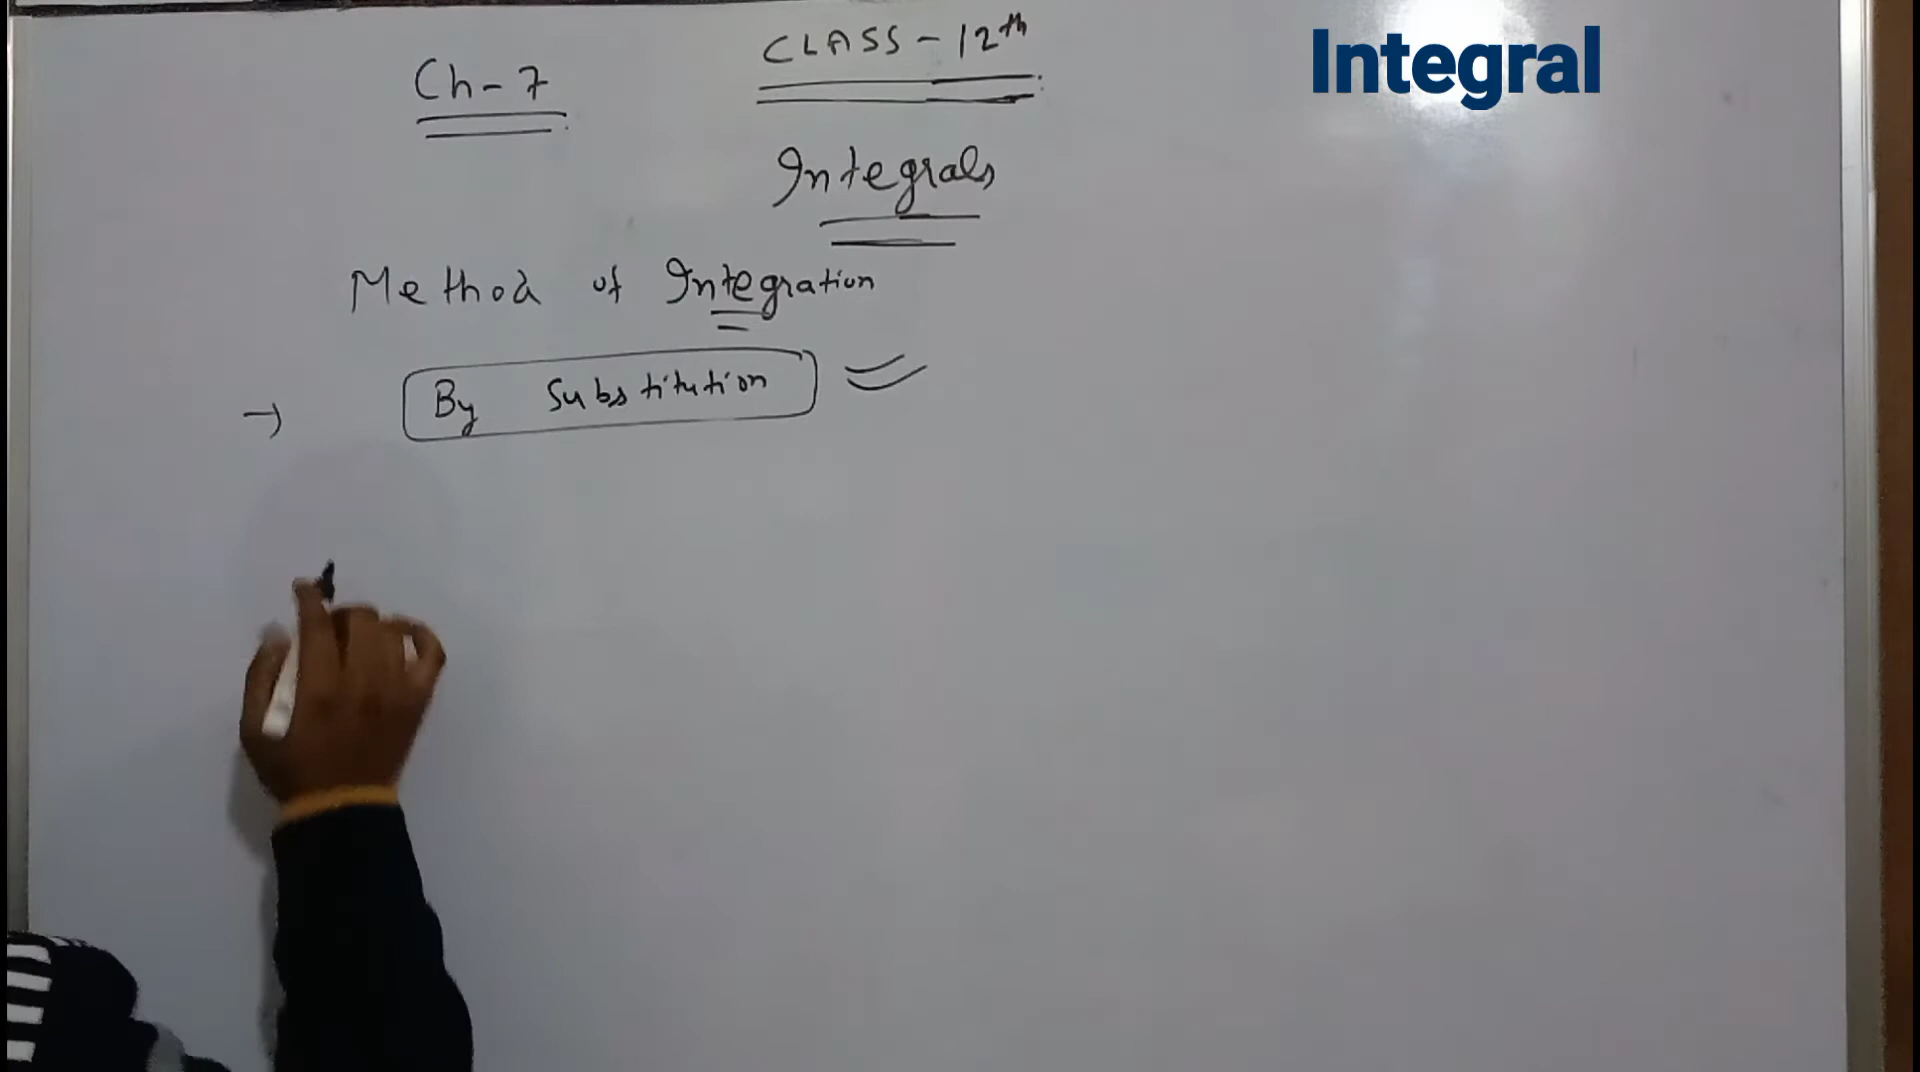 Ch-7
CLASS-12th
Integral
Integrals
Method of Integration
→ By Substitution